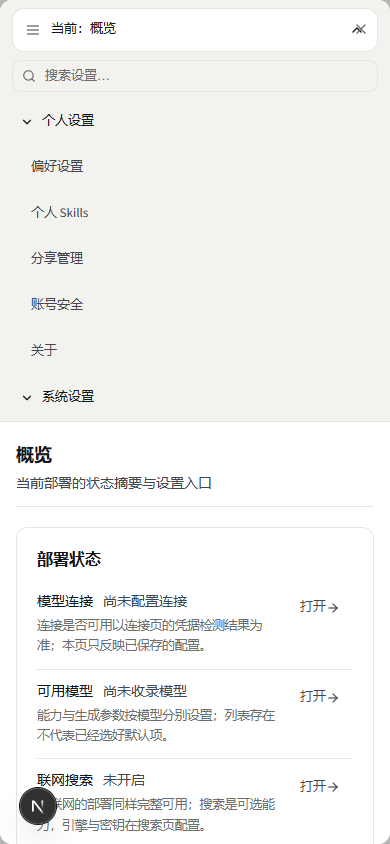 当前：概览
搜索设置...
个人设置
偏好设置
个人 Skills
分享管理
账号安全
关于
系统设置
概览
当前部署的状态摘要与设置入口
部署状态
模型连接 尚未配置连接
打开→
连接是否可用以连接页的凭据检测结果为
准；本页只反映已保存的配置。
可用模型 尚未收录模型
打开→
能力与生成参数按模型分别设置；列表存在
不代表已经选好默认项。
联网搜索 未开启
打开→
联网的部署同样完整可用；搜索是可选能
力，引擎与密钥在搜索页配置。
N